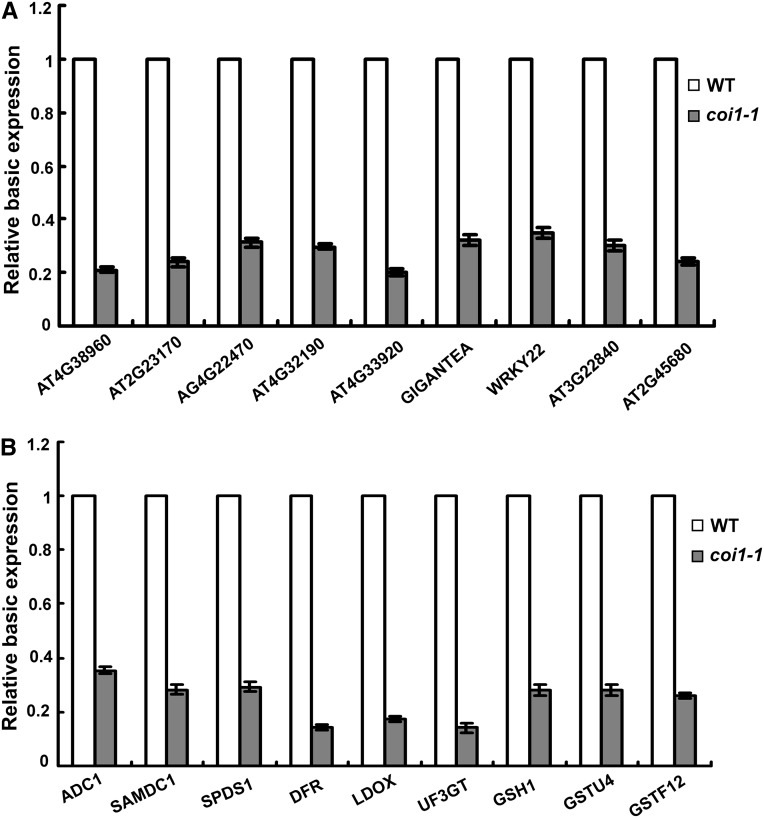 A
Relative basic expression
1.2
1
0.8
0.6
0.4
0.2
0
WT
coi1-1
AT4G38960
AT2G23170
AG4G22470
AT4G32190
AT4G33920
GIGANTEA
WRKY22
AT3G22840
AT2G45680
B
Relative basic expression
1.2
1
0.8
0.6
0.4
0.2
0
WT
coi1-1
ADC1
SAMDC1
SPDS1
DFR
LDOX
UF3GT
GSH1
GSTU4
GSTF12